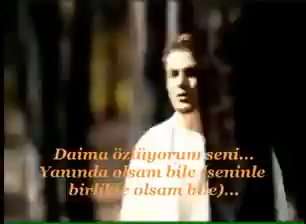 Daima özlüyorum seni...
Yanında olsam bile (seninle
birlikte olsam bile)...